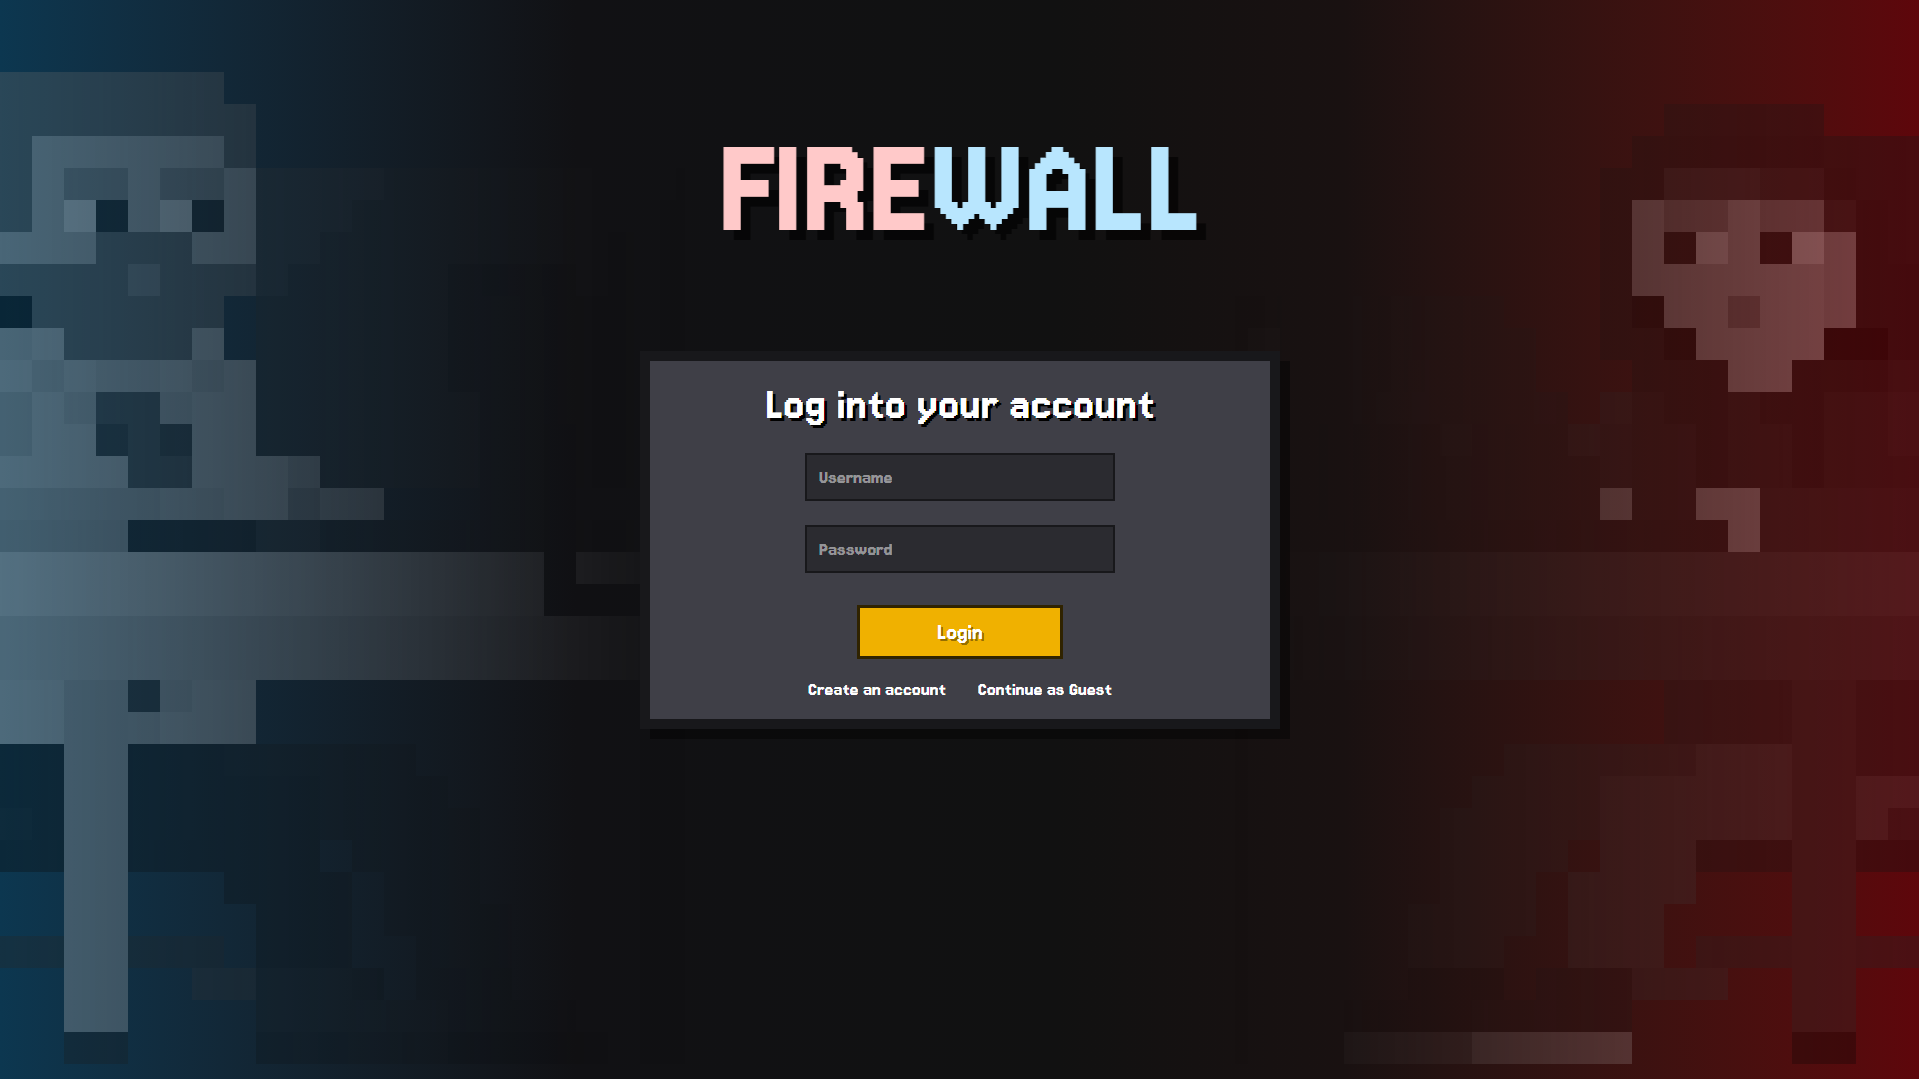 FIREWALL
Log into your account
Username
Password
Login
Create an account Continue as Guest